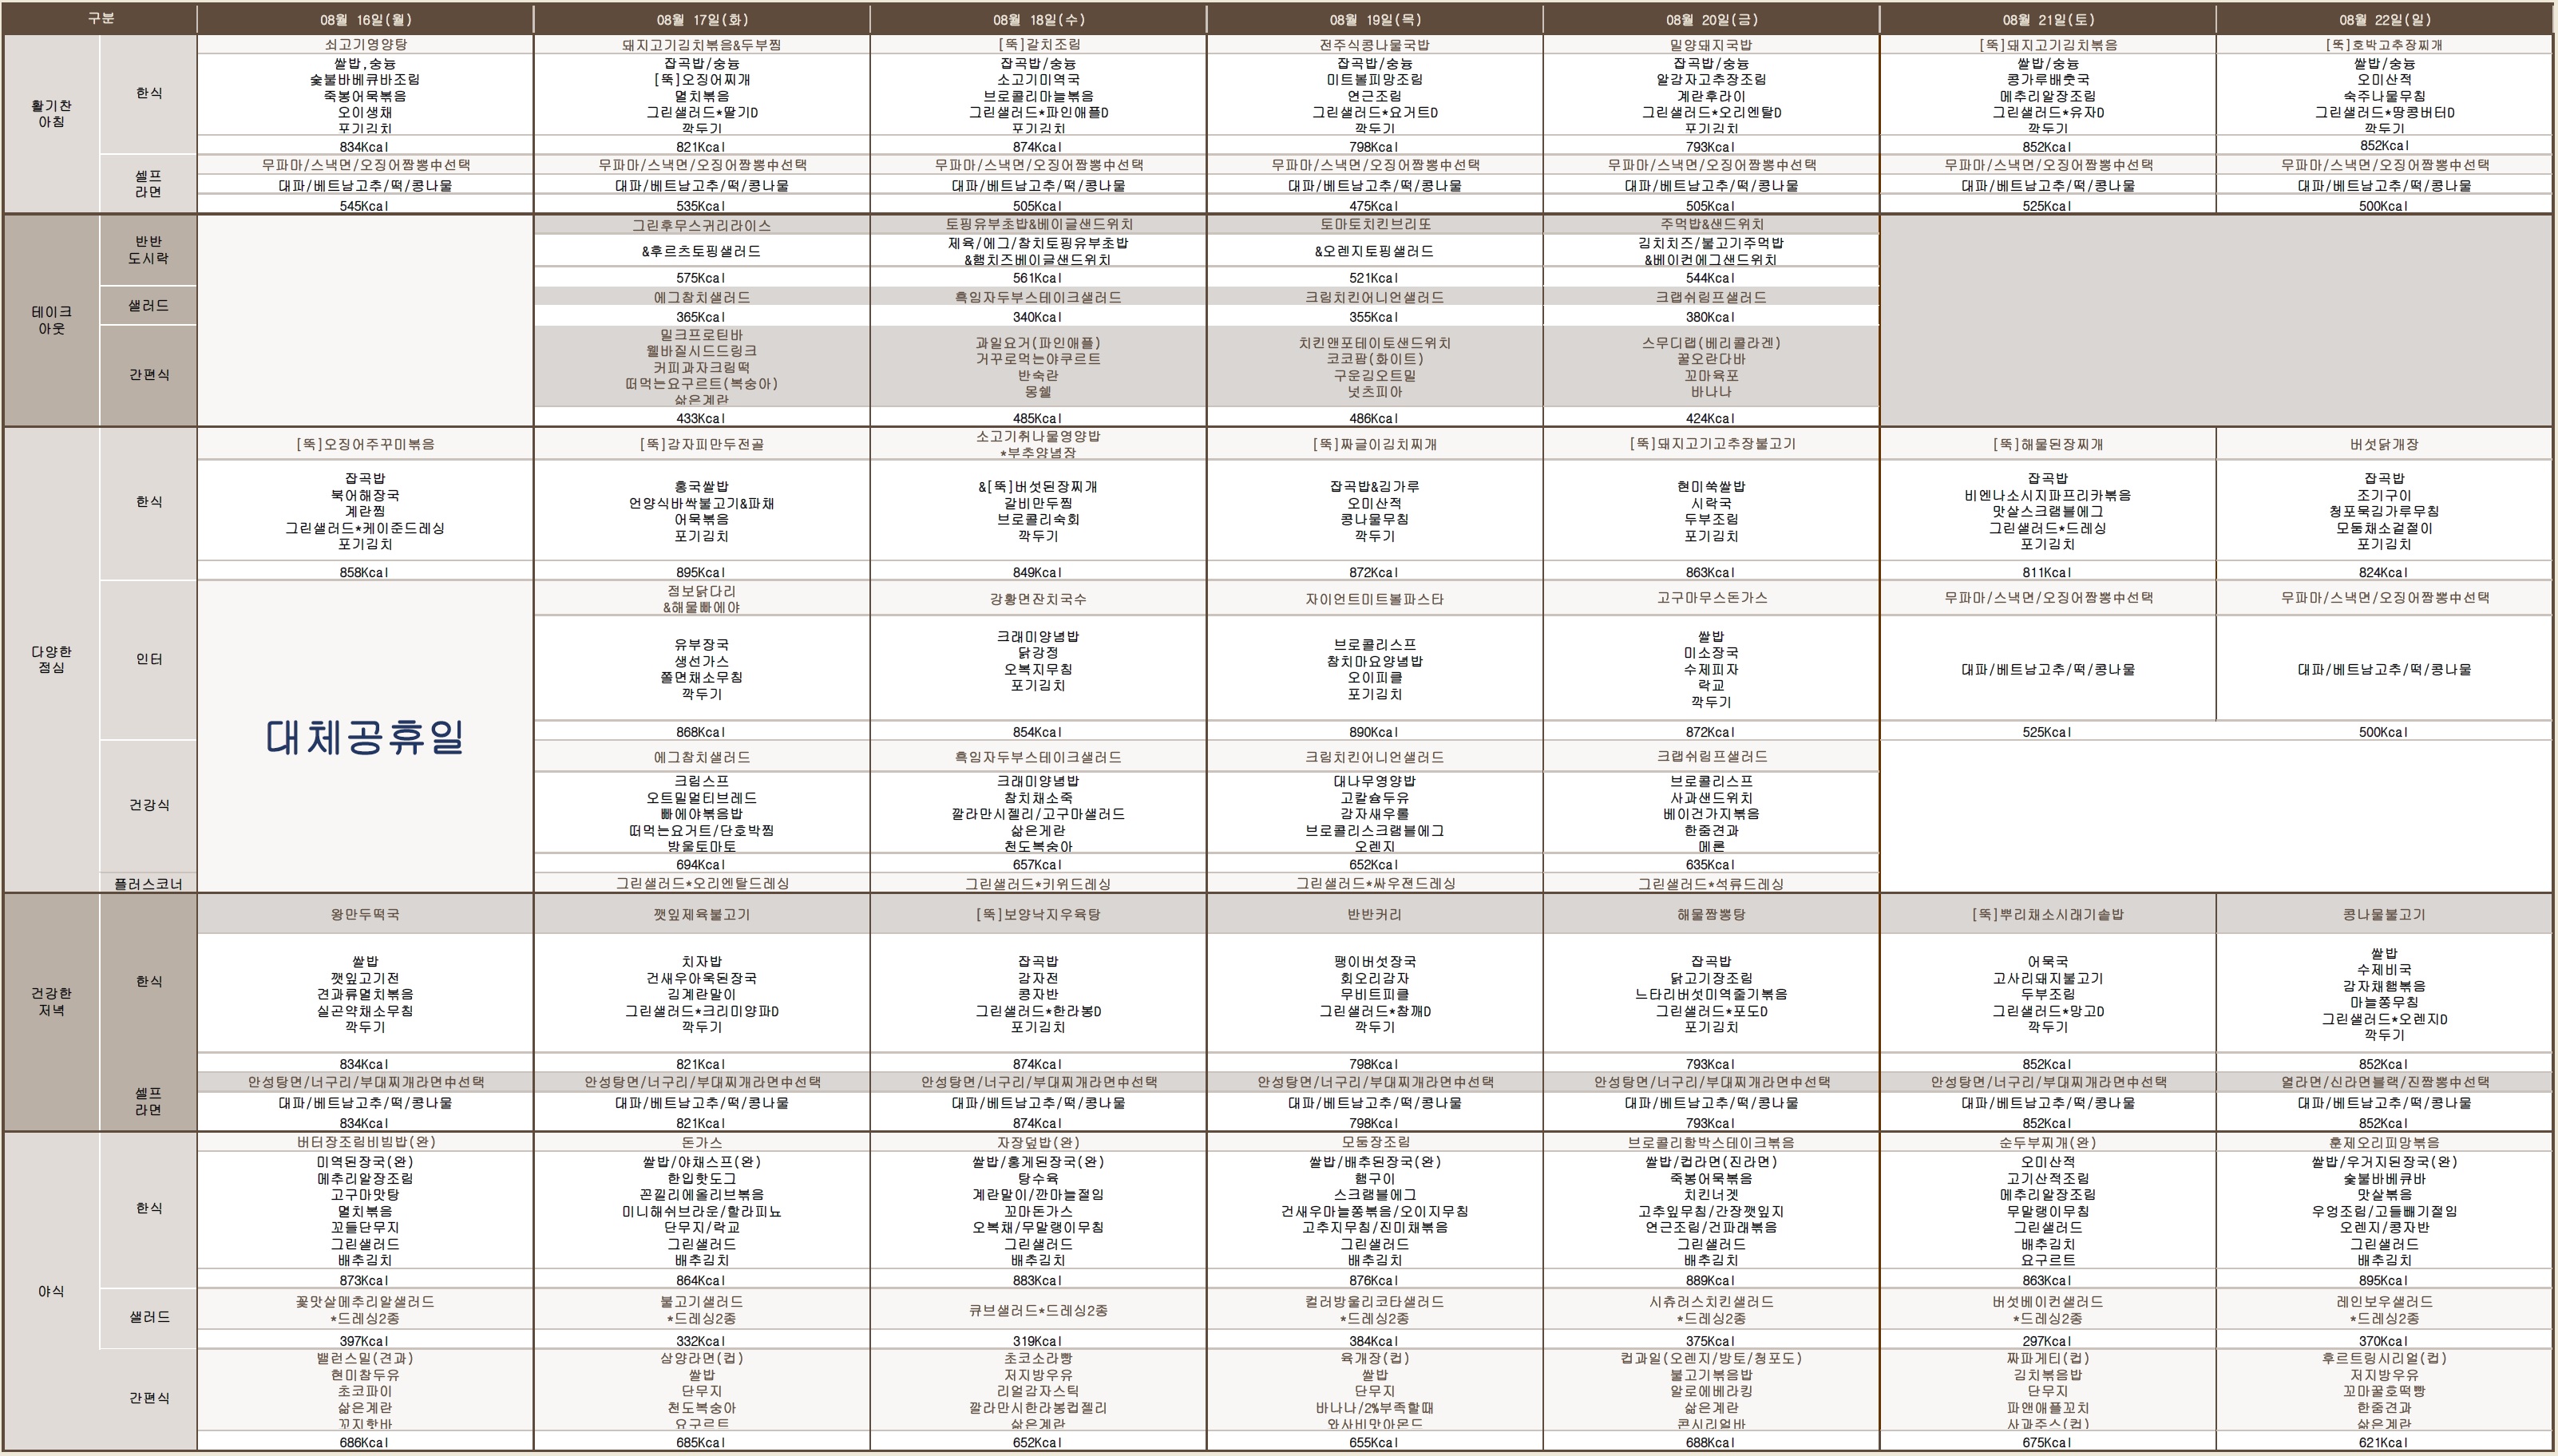 구분
08월 16일(월)
08월 17일(화)
08월 18일(수)
08월 19일(목)
08월 20일(금)
08월 21일(토)
08월 22일(일)
활기찬
아침
한식
쇠고기영양탕
쌀밥,숭늉
숯불바베큐바조림
죽봉어묵볶음
오이생채
포기김치
834Kcal
돼지고기김치볶음&두부찜
잡곡밥/숭늉
[뚝]오징어찌개
멸치볶음
그린샐러드*딸기D
깍두기
821Kcal
[뚝]갈치조림
잡곡밥/숭늉
소고기미역국
브로콜리마늘볶음
그린샐러드*파인애플D
포기김치
874Kcal
전주식콩나물국밥
잡곡밥/숭늉
미트볼피망조림
연근조림
그린샐러드*요거트D
깍두기
798Kcal
밀양돼지국밥
잡곡밥/숭늉
알감자고추장조림
계란후라이
그린샐러드*오리엔탈D
포기김치
793Kcal
[뚝]돼지고기김치볶음
쌀밥/숭늉
콩가루배춧국
메추리알장조림
그린샐러드*유자D
깍두기
852Kcal
[뚝]호박고추장찌개
쌀밥/숭늉
오미산적
숙주나물무침
그린샐러드*땅콩버터D
깍두기
852Kcal
셀프
라면
무파마/스낵면/오징어짬뽕中선택
대파/베트남고추/떡/콩나물
545Kcal
무파마/스낵면/오징어짬뽕中선택
대파/베트남고추/떡/콩나물
535Kcal
무파마/스낵면/오징어짬뽕中선택
대파/베트남고추/떡/콩나물
505Kcal
무파마/스낵면/오징어짬뽕中선택
대파/베트남고추/떡/콩나물
475Kcal
무파마/스낵면/오징어짬뽕中선택
대파/베트남고추/떡/콩나물
505Kcal
무파마/스낵면/오징어짬뽕中선택
대파/베트남고추/떡/콩나물
525Kcal
무파마/스낵면/오징어짬뽕中선택
대파/베트남고추/떡/콩나물
500Kcal
테이크
아웃
반반
도시락
그린후무스귀리라이스
&후르츠토핑샐러드
575Kcal
토핑유부초밥&베이글샌드위치
제육/에그/참치토핑유부초밥
&햄치즈베이글샌드위치
561Kcal
토마토치킨브리또
&오렌지토핑샐러드
521Kcal
주먹밥&샌드위치
김치치즈/불고기주먹밥
&베이컨에그샌드위치
544Kcal
샐러드
에그참치샐러드
365Kcal
흑임자두부스테이크샐러드
340Kcal
크림치킨어니언샐러드
355Kcal
크랩쉬림프샐러드
380Kcal
간편식
밀크프로틴바
웰바질시드드링크
커피과자크림떡
떠먹는요구르트(복숭아)
삶은계란
433Kcal
과일요거(파인애플)
거꾸로먹는야쿠르트
반숙란
몽쉘
485Kcal
치킨앤포테이토샌드위치
코코팜(화이트)
구운김오트밀
넛츠피아
486Kcal
스무디랩(베리콜라겐)
꿀오란다바
꼬마육포
바나나
424Kcal
다양한
점심
한식
[뚝]오징어주꾸미볶음
잡곡밥
북어해장국
계란찜
그린샐러드*케이준드레싱
포기김치
858Kcal
[뚝]감자피만두전골
홍국쌀밥
언양식바싹불고기&파채
어묵볶음
포기김치
895Kcal
소고기취나물영양밥
*부추양념장
&[뚝]버섯된장찌개
갈비만두찜
브로콜리숙회
깍두기
849Kcal
[뚝]짜글이김치찌개
잡곡밥&김가루
오미산적
콩나물무침
깍두기
872Kcal
[뚝]돼지고기고추장불고기
현미쑥쌀밥
시락국
두부조림
포기김치
863Kcal
[뚝]해물된장찌개
잡곡밥
비엔나소시지파프리카볶음
맛살스크램블에그
그린샐러드*드레싱
포기김치
811Kcal
버섯닭개장
잡곡밥
조기구이
청포묵김가루무침
모둠채소겉절이
포기김치
824Kcal
대체공휴일
인터
점보닭다리
&해물빠에야
유부장국
생선가스
쫄면채소무침
깍두기
868Kcal
강황면잔치국수
크래미양념밥
닭강정
오복지무침
포기김치
854Kcal
자이언트미트볼파스타
브로콜리스프
참치마요양념밥
오이피클
포기김치
890Kcal
고구마무스돈가스
쌀밥
미소장국
수제피자
락교
깍두기
872Kcal
무파마/스낵면/오징어짬뽕中선택
대파/베트남고추/떡/콩나물
525Kcal
무파마/스낵면/오징어짬뽕中선택
대파/베트남고추/떡/콩나물
500Kcal
건강식
에그참치샐러드
크림스프
오트밀멀티브레드
빠에야볶음밥
떠먹는요거트/단호박찜
방울토마토
694Kcal
흑임자두부스테이크샐러드
크래미양념밥
참치채소죽
깔라만시젤리/고구마샐러드
삶은게란
천도복숭아
657Kcal
크림치킨어니언샐러드
대나무영양밥
고칼슘두유
감자새우롤
브로콜리스크램블에그
오렌지
652Kcal
크랩쉬림프샐러드
브로콜리스프
사과샌드위치
베이건가지볶음
한줌견과
메론
635Kcal
플러스코너
그린샐러드*오리엔탈드레싱
그린샐러드*키위드레싱
그린샐러드*싸우젼드레싱
그린샐러드*석류드레싱
건강한
저녁
한식
왕만두떡국
쌀밥
깻잎고기전
견과류멸치볶음
실곤약채소무침
깍두기
834Kcal
깻잎제육불고기
치자밥
건새우아욱된장국
김계란말이
그린샐러드*크리미양파D
깍두기
821Kcal
[뚝]보양낙지우육탕
잡곡밥
감자전
콩자반
그린샐러드*한라봉D
포기김치
874Kcal
반반커리
팽이버섯장국
회오리감자
무비트피클
그린샐러드*참깨D
깍두기
798Kcal
해물짬뽕탕
잡곡밥
닭고기장조림
느타리버섯미역줄기볶음
그린샐러드*포도D
포기김치
793Kcal
[뚝]뿌리채소시래기솥밥
어묵국
고사리돼지불고기
두부조림
그린샐러드*망고D
깍두기
852Kcal
콩나물불고기
쌀밥
수제비국
감자채햄볶음
마늘쫑무침
그린샐러드*오렌지D
깍두기
852Kcal
셀프
라면
안성탕면/너구리/부대찌개라면中선택
대파/베트남고추/떡/콩나물
834Kcal
안성탕면/너구리/부대찌개라면中선택
대파/베트남고추/떡/콩나물
821Kcal
안성탕면/너구리/부대찌개라면中선택
대파/베트남고추/떡/콩나물
874Kcal
안성탕면/너구리/부대찌개라면中선택
대파/베트남고추/떡/콩나물
798Kcal
안성탕면/너구리/부대찌개라면中선택
대파/베트남고추/떡/콩나물
793Kcal
안성탕면/너구리/부대찌개라면中선택
대파/베트남고추/떡/콩나물
852Kcal
열라면/신라면블랙/진짬뽕中선택
대파/베트남고추/떡/콩나물
852Kcal
야식
한식
버터장조림비빔밥(완)
미역된장국(완)
메추리알장조림
고구마맛탕
멸치볶음
꼬들단무지
그린샐러드
배추김치
873Kcal
돈가스
쌀밥/야채스프(완)
한입핫도그
꼰낄리에올리브볶음
미니해쉬브라운/할라피뇨
단무지/락교
그린샐러드
배추김치
864Kcal
자장덮밥(완)
쌀밥/홍게된장국(완)
탕수육
계란말이/깐마늘절임
꼬마돈가스
오복채/무말랭이무침
그린샐러드
배추김치
883Kcal
모둠장조림
쌀밥/배추된장국(완)
햄구이
스크램블에그
건새우마늘쫑볶음/오이지무침
고추지무침/진미채볶음
그린샐러드
배추김치
876Kcal
브로콜리함박스테이크볶음
쌀밥/컵라면(진라면)
죽봉어묵볶음
치킨너겟
고추잎무침/간장깻잎지
연근조림/건파래볶음
그린샐러드
배추김치
889Kcal
순두부찌개(완)
오미산적
고기산적조림
메추리알장조림
무말랭이무침
그린샐러드
배추김치
요구르트
863Kcal
훈제오리피망볶음
쌀밥/우거지된장국(완)
숯불바베큐바
맛살볶음
우엉조림/고들빼기절임
오렌지/콩자반
그린샐러드
배추김치
895Kcal
샐러드
꽃맛살메추리알샐러드
*드레싱2종
397Kcal
불고기샐러드
*드레싱2종
332Kcal
큐브샐러드*드레싱2종
319Kcal
컬러방울리코타샐러드
*드레싱2종
384Kcal
시츄러스치킨샐러드
*드레싱2종
375Kcal
버섯베이컨샐러드
*드레싱2종
297Kcal
레인보우샐러드
*드레싱2종
370Kcal
간편식
밸런스밀(견과)
현미참두유
초코파이
삶은계란
꼬지핫바
686Kcal
삼양라면(컵)
쌀밥
단무지
천도복숭아
요구르트
685Kcal
초코소라빵
저지방우유
리얼감자스틱
깔라만시한라봉컵젤리
삶은계란
652Kcal
육개장(컵)
쌀밥
단무지
바나나/2%부족할때
와사비맛아몬드
655Kcal
컵과일(오렌지/방토/청포도)
불고기볶음밥
알로에베라킹
삶은계란
콘시리얼바
688Kcal
짜파게티(컵)
김치볶음밥
단무지
파앤애플꼬치
사과주스(컵)
675Kcal
후르트링시리얼(컵)
저지방우유
꼬마꿀호떡빵
한줌견과
삶은계란
621Kcal